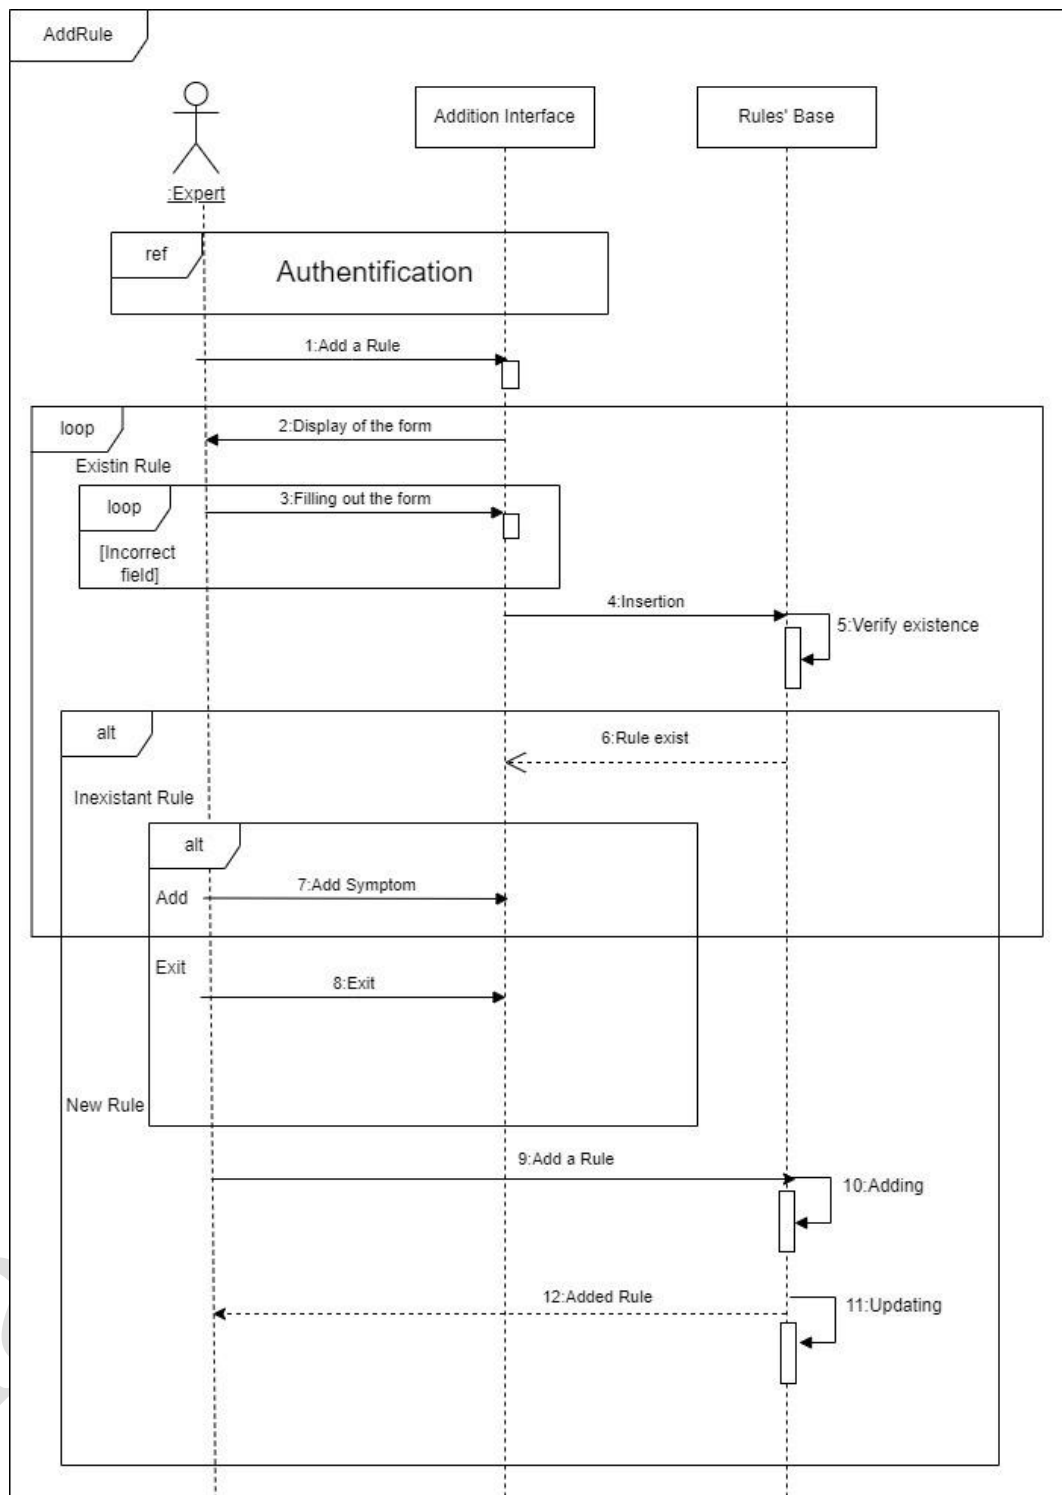 AddRule
Addition Interface
Rules' Base
:Expert
ref
Authentification
1:Add a Rule
loop
2:Display of the form
Existin Rule
loop
3:Filling out the form
[Incorrect
field]
4:Insertion
5:Verify existence
alt
6:Rule exist
Inexistant Rule
alt
Add
7:Add Symptom
Exit
8:Exit
New Rule
9:Add a Rule
10:Adding
12:Added Rule
11:Updating